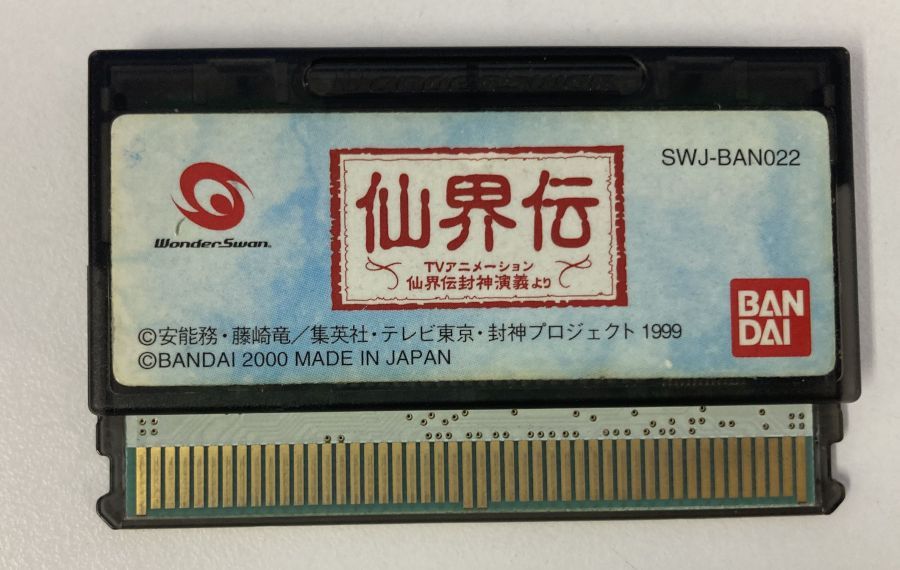 SWJ-BAN022
WonderSwan
仙界伝
TVアニメーション
仙界伝封神演義より
BAN
DAI
©安能務・藤崎竜／集英社・テレビ東京・封神プロジェクト 1999
©BANDAI 2000 MADE IN JAPAN